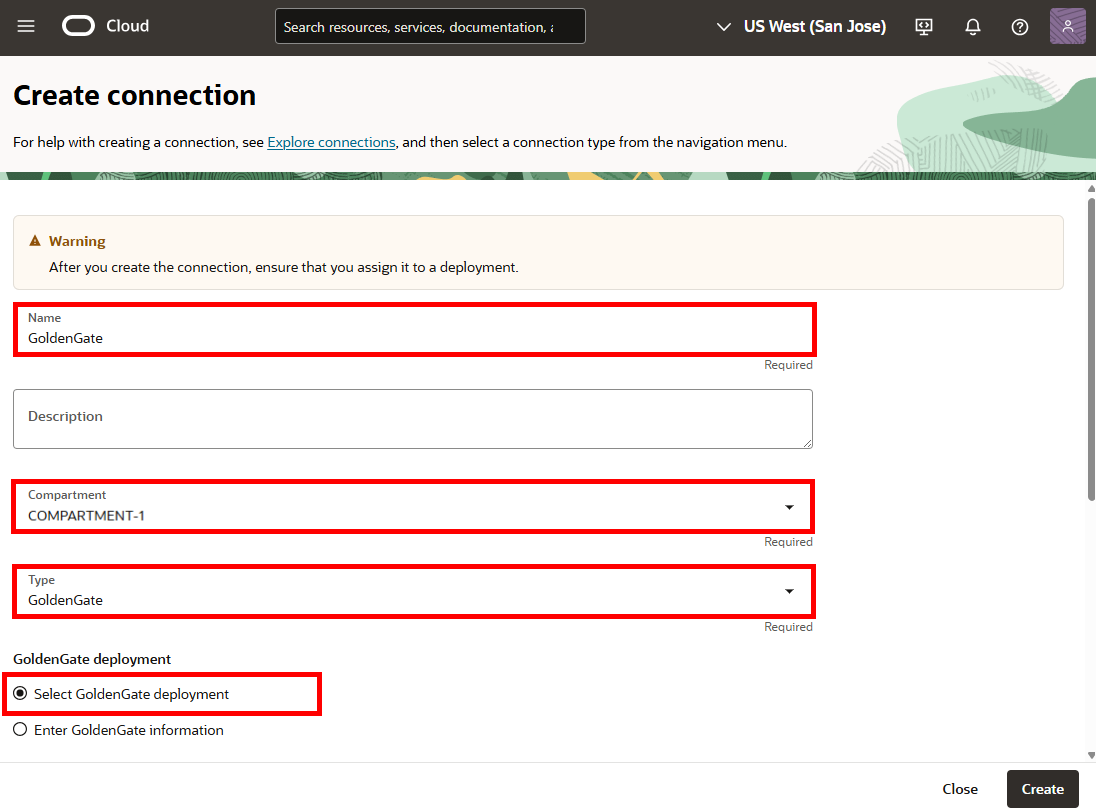 Cloud
Search resources, services, documentation, a
US West (San Jose)
Create connection
For help with creating a connection, see Explore connections, and then select a connection type from the navigation menu.
Warning
After you create the connection, ensure that you assign it to a deployment.
Name
GoldenGate
Required
Description
Compartment
COMPARTMENT-1
Required
Type
GoldenGate
Required
GoldenGate deployment
Select GoldenGate deployment
Enter GoldenGate information
Close
Create